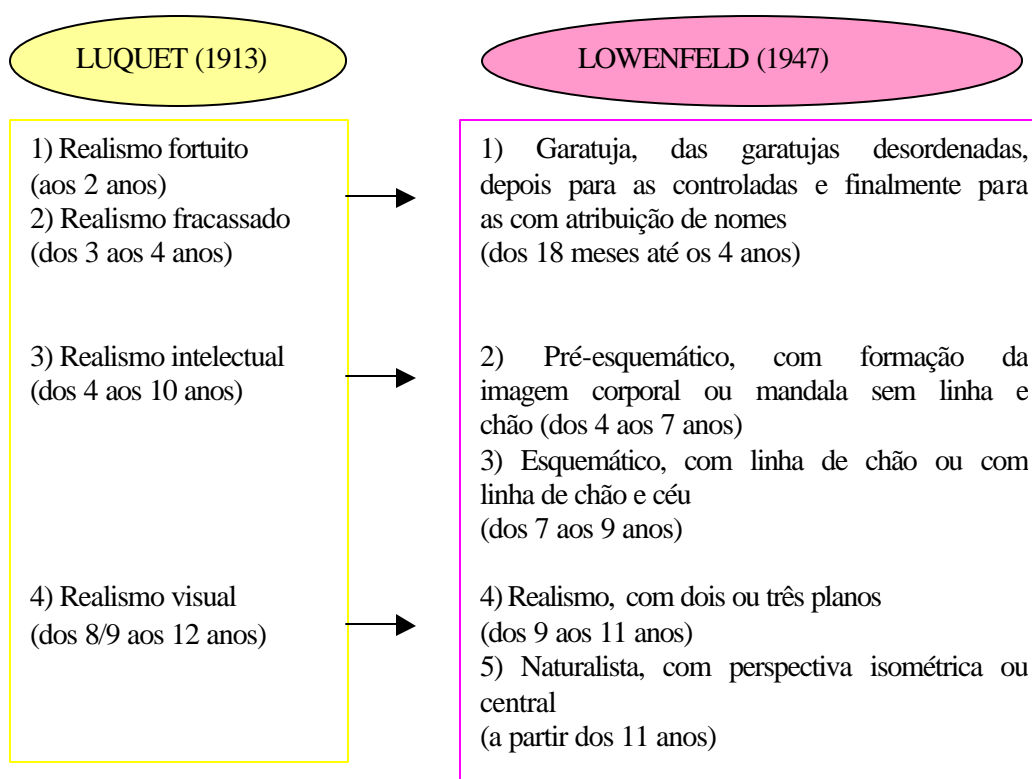 LUQUET (1913)
1) Realismo fortuito
(aos 2 anos)
2) Realismo fracassado
(dos 3 aos 4 anos)
3) Realismo intelectual
(dos 4 aos 10 anos)
4) Realismo visual
(dos 8/9 aos 12 anos)
LOWENFELD (1947)
1) Garatuja, das garatujas desordenadas,
depois para as controladas e finalmente para
as com atribuição de nomes
(dos 18 meses até os 4 anos)
2) Pré-esquemático, com formação da
imagem corporal ou mandala sem linha e
chão (dos 4 aos 7 anos)
3) Esquemático, com linha de chão ou com
linha de chão e céu
(dos 7 aos 9 anos)
4) Realismo, com dois ou três planos
(dos 9 aos 11 anos)
5) Naturalista, com perspectiva isométrica ou
central
(a partir dos 11 anos)